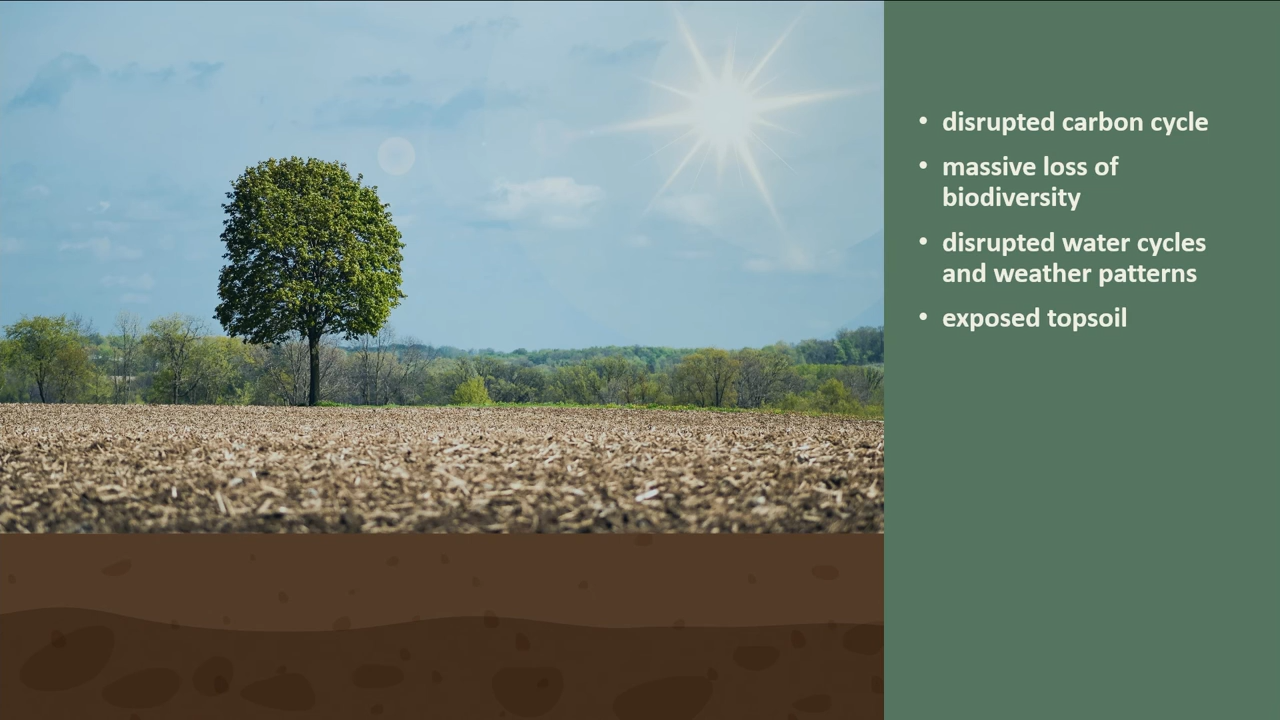 • disrupted carbon cycle
• massive loss of
biodiversity
• disrupted water cycles
and weather patterns
• exposed topsoil